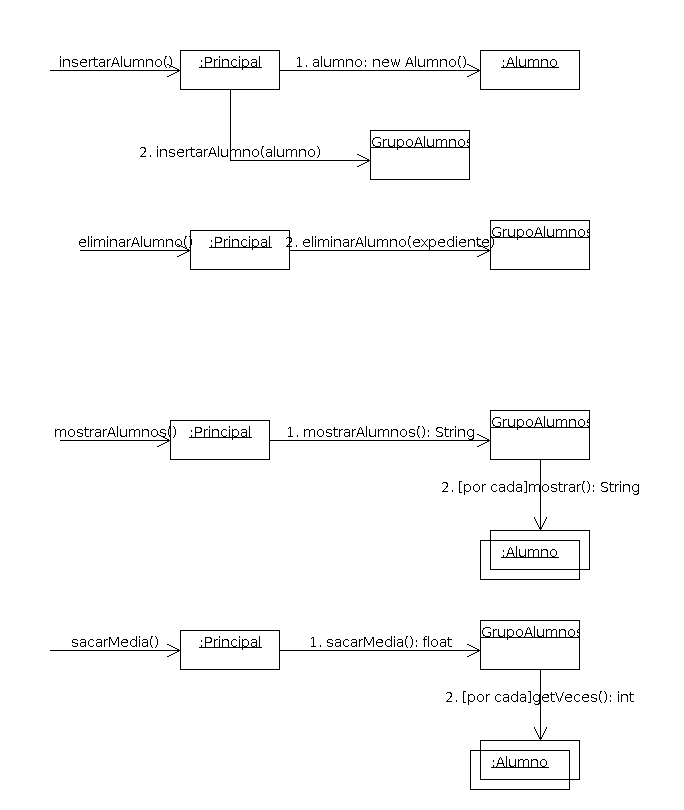 insertarAlumno()
:Principal
1. alumno: new Alumno()
:Alumno
2. insertarAlumno(alumno)
GrupoAlumnos
eliminarAlumno()
:Principal
2. eliminarAlumno(expediente)
GrupoAlumnos
mostrarAlumnos()
:Principal
1. mostrarAlumnos(): String
GrupoAlumnos
2. [por cada]mostrar(): String
:Alumno
sacarMedia()
:Principal
1. sacarMedia(): float
GrupoAlumnos
2. [por cada]getVeces(): int
:Alumno